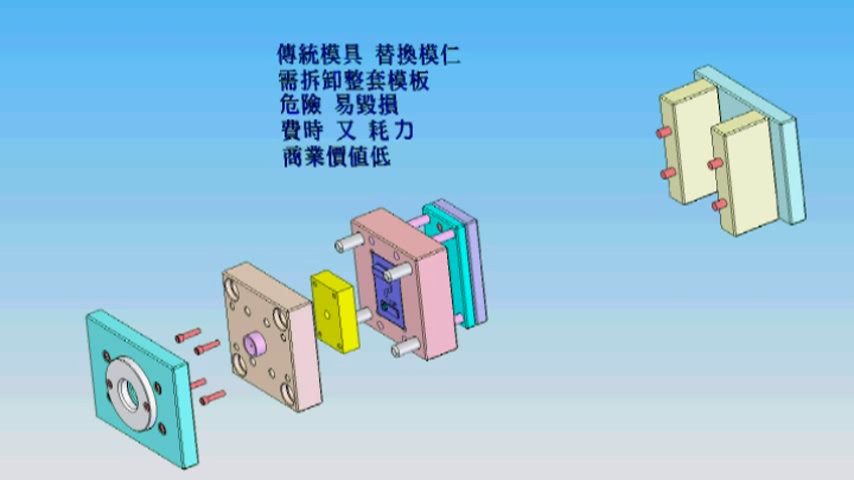 傳統模具 替換模仁
需拆卸整套模板
危險 易毀損
費時 又 耗力
商業價值低